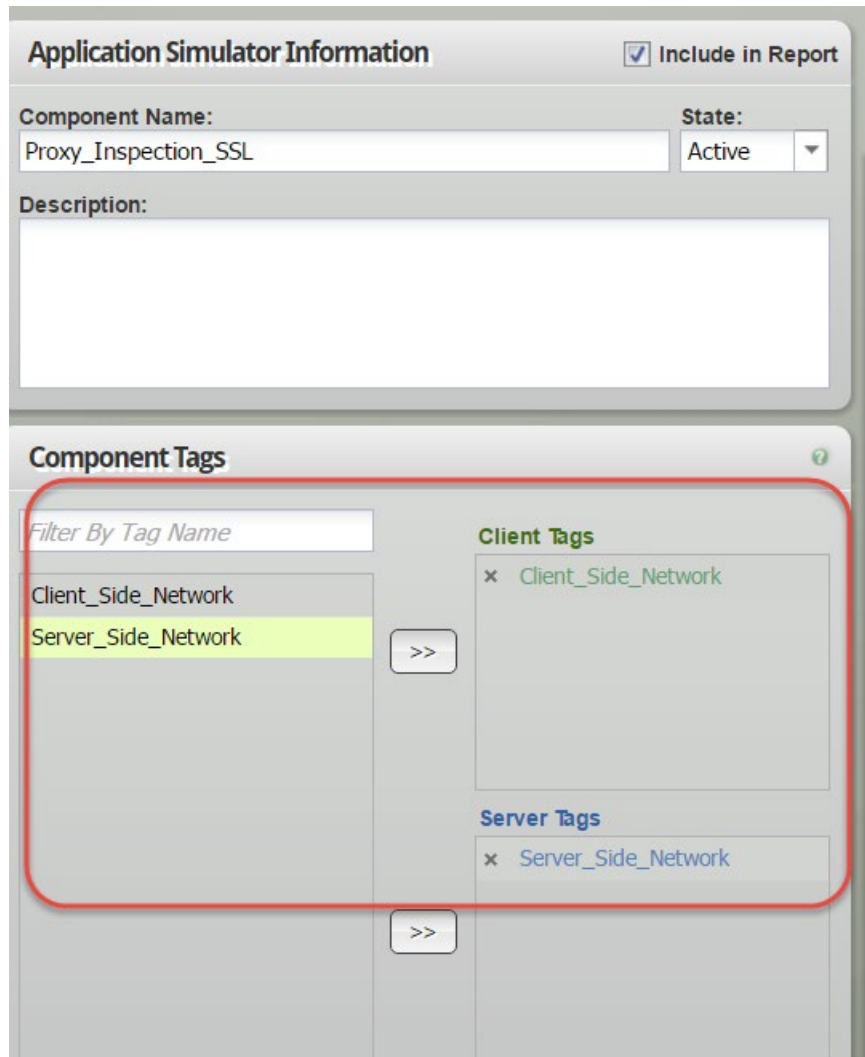 Application Simulator Information
Include in Report
Component Name:
State:
Proxy_Inspection_SSL
Active
Description:
Component Tags
?
Filter By Tag Name
Client Tags
× Client_Side_Network
Client_Side_Network
Server_Side_Network
>>
Server Tags
× Server_Side_Network
>>